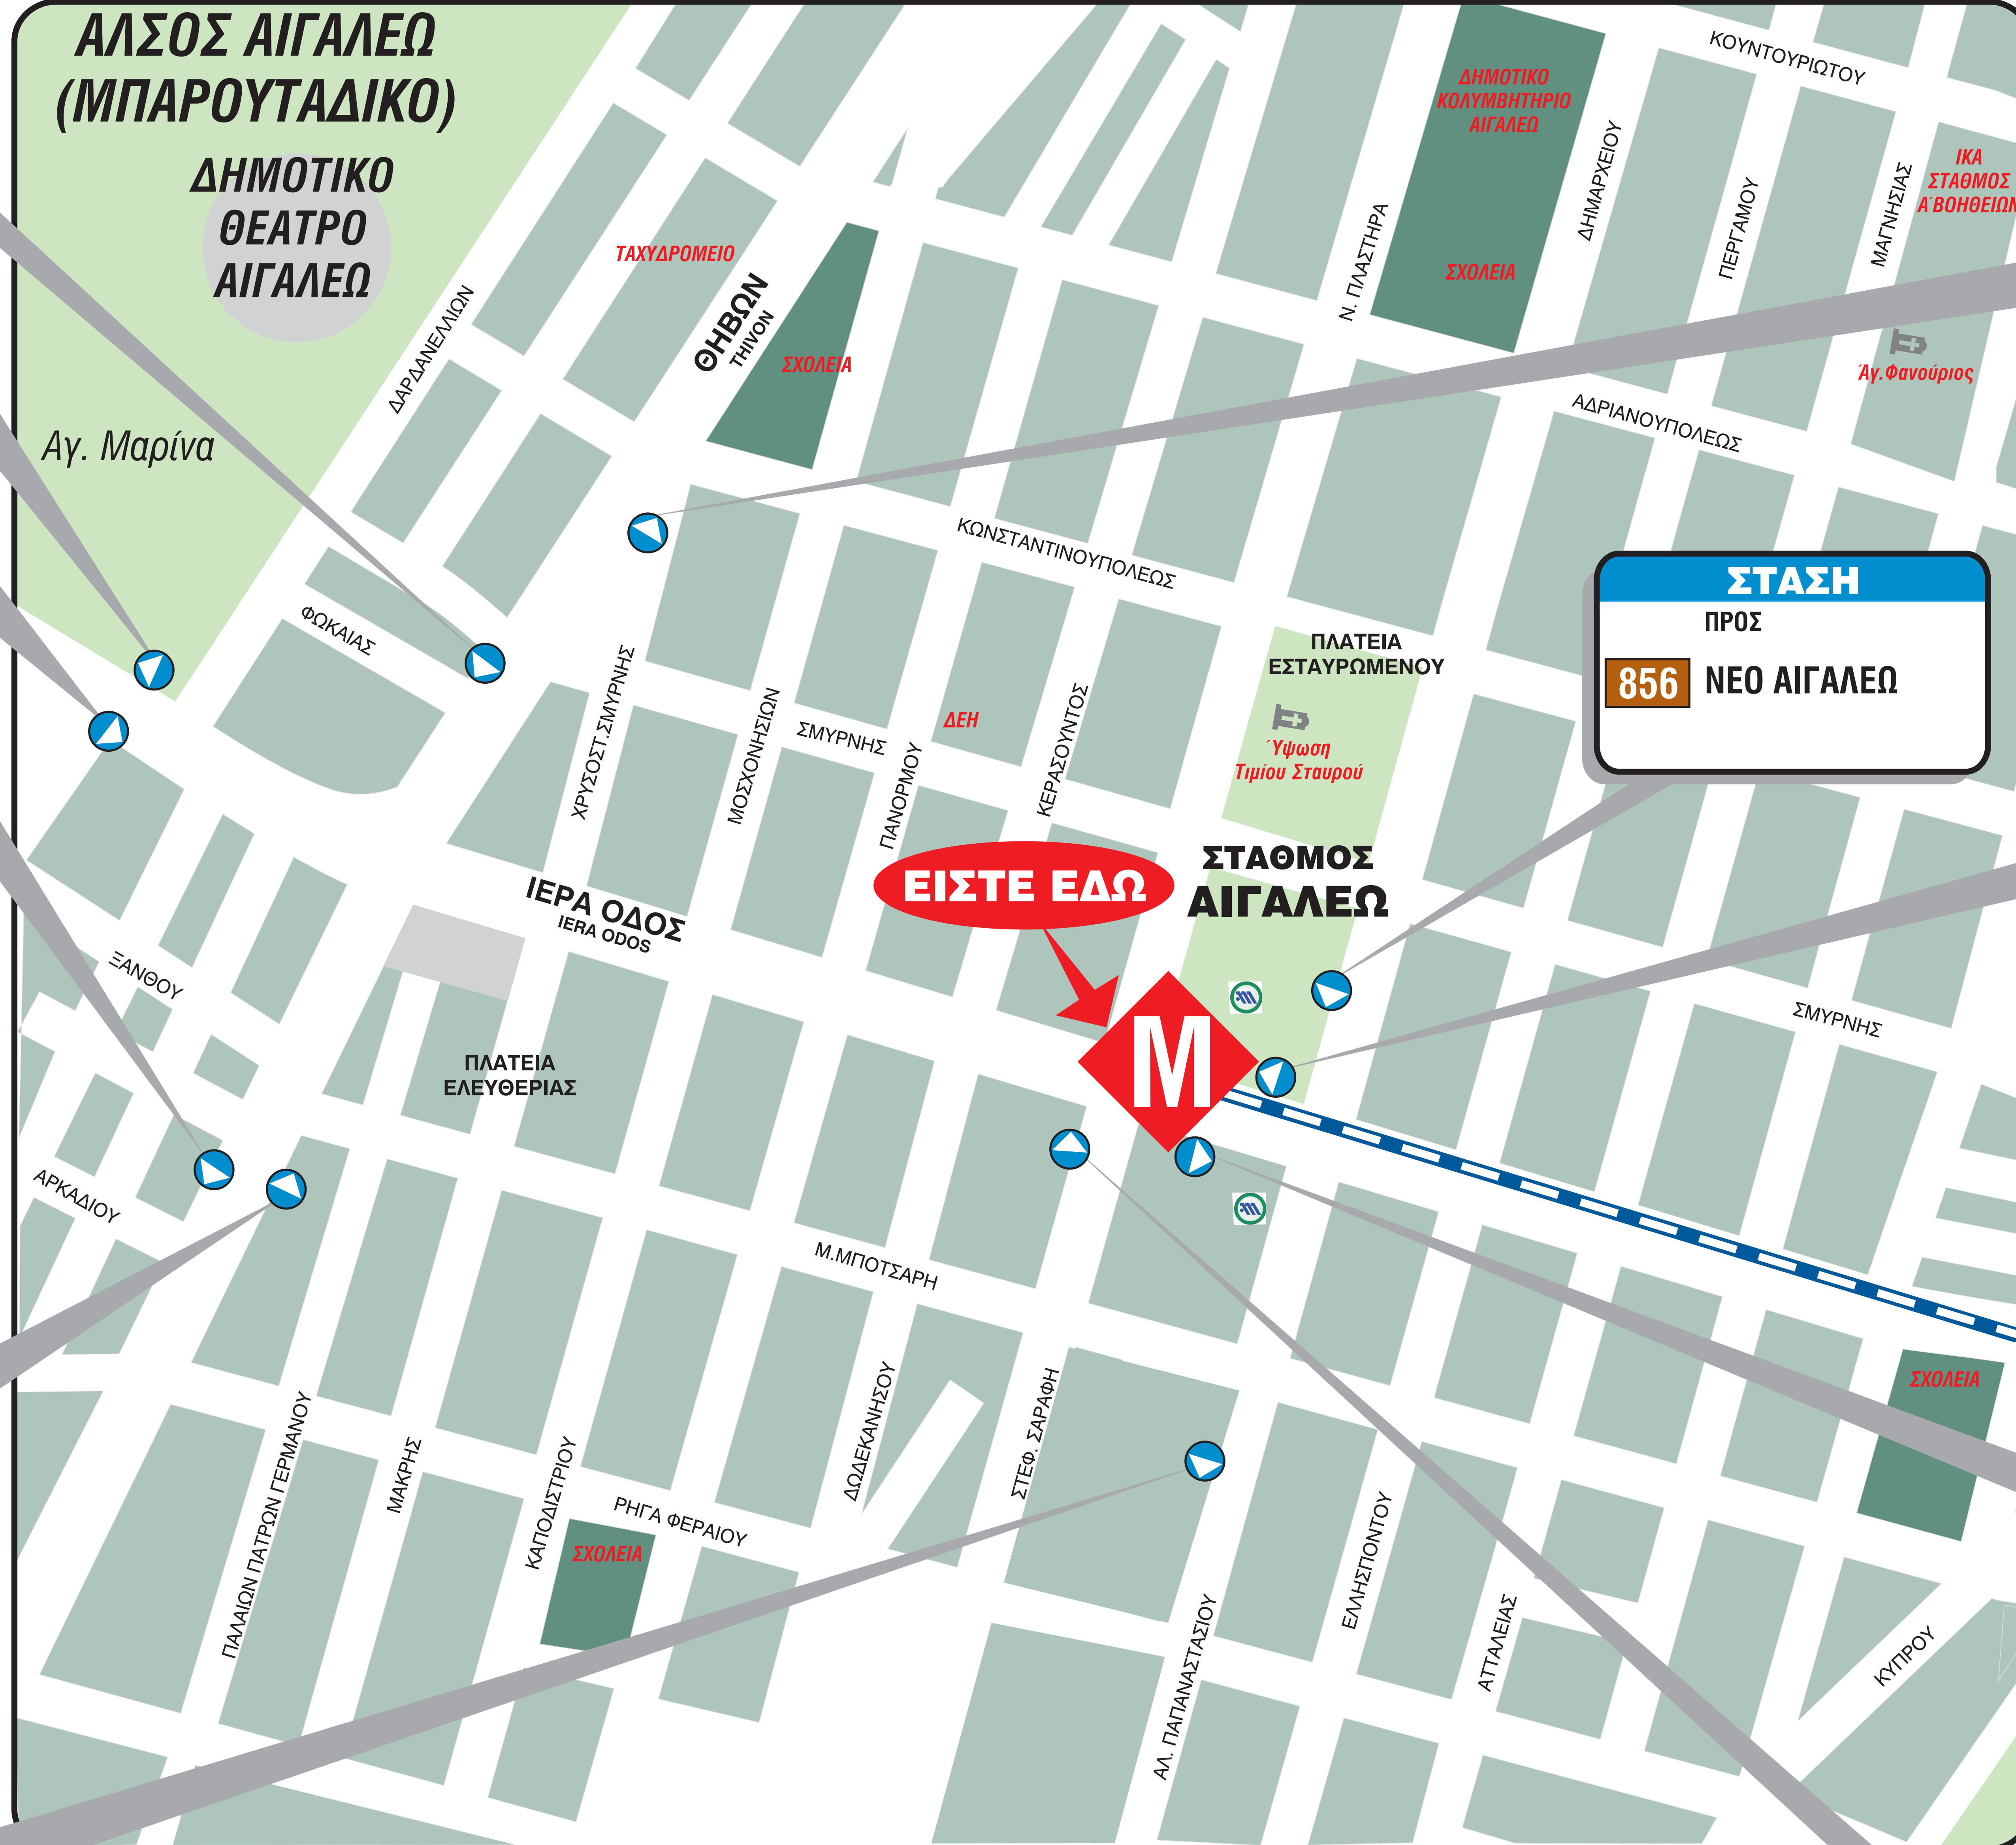 ΑΛΣΟΣ ΑΙΓΑΛΕΩ
(ΜΠΑΡΟΥΤΑΔΙΚΟ)
ΔΗΜΟΤΙΚΟ
ΘΕΑΤΡΟ
ΑΙΓΑΛΕΩ
Αγ. Μαρίνα
ΔΑΡΔΑΝΕΛΛΙΩΝ
ΤΑΧΥΔΡΟΜΕΙΟ
ΘΗΒΩΝ
THIVON
ΣΧΟΛΕΙΑ
ΔΗΜΟΤΙΚΟ
ΚΟΛΥΜΒΗΤΗΡΙΟ
ΑΙΓΑΛΕΩ
ΣΧΟΛΕΙΑ
Ν. ΠΛΑΣΤΗΡΑ
ΔΗΜΑΡΧΕΙΟΥ
ΠΕΡΓΑΜΟΥ
ΜΑΓΝΗΣΙΑΣ
ΚΟΥΝΤΟΥΡΙΩΤΟΥ
ΙΚΑ
ΣΤΑΘΜΟΣ
Α΄ΒΟΗΘΕΙΩΝ
Άγ.Φανούριος
ΑΔΡΙΑΝΟΥΠΟΛΕΩΣ
ΚΩΝΣΤΑΝΤΙΝΟΥΠΟΛΕΩΣ
ΦΩΚΑΙΑΣ
ΧΡΥΣΟΣΤ.ΣΜΥΡΝΗΣ
ΜΟΣΧΟΝΗΣΙΩΝ
ΣΜΥΡΝΗΣ
ΠΑΝΟΡΜΟΥ
ΔΕΗ
ΚΕΡΑΣΟΥΝΤΟΣ
ΠΛΑΤΕΙΑ
ΕΣΤΑΥΡΩΜΕΝΟΥ
Ύψωση
Τιμίου Σταυρού
ΣΤΑΣΗ
ΠΡΟΣ
856 ΝΕΟ ΑΙΓΑΛΕΩ
ΕΙΣΤΕ ΕΔΩ
ΣΤΑΘΜΟΣ
ΑΙΓΑΛΕΩ
Μ
ΙΕΡΑ ΟΔΟΣ
IERA ODOS
ΞΑΝΘΟΥ
ΠΛΑΤΕΙΑ
ΕΛΕΥΘΕΡΙΑΣ
ΣΜΥΡΝΗΣ
ΑΡΚΑΔΙΟΥ
Μ.ΜΠΟΤΣΑΡΗ
ΠΑΛΑΙΩΝ ΠΑΤΡΩΝ ΓΕΡΜΑΝΟΥ
ΜΑΚΡΗΣ
ΚΑΠΟΔΙΣΤΡΙΟΥ
ΡΗΓΑ ΦΕΡΑΙΟΥ
ΣΧΟΛΕΙΑ
ΔΩΔΕΚΑΝΗΣΟΥ
ΣΤΕΦ. ΣΑΡΑΦΗ
ΑΛ. ΠΑΠΑΝΑΣΤΑΣΙΟΥ
ΕΛΛΗΣΠΟΝΤΟΥ
ΑΤΤΑΛΕΙΑΣ
ΣΧΟΛΕΙΑ
ΚΥΠΡΟΥ